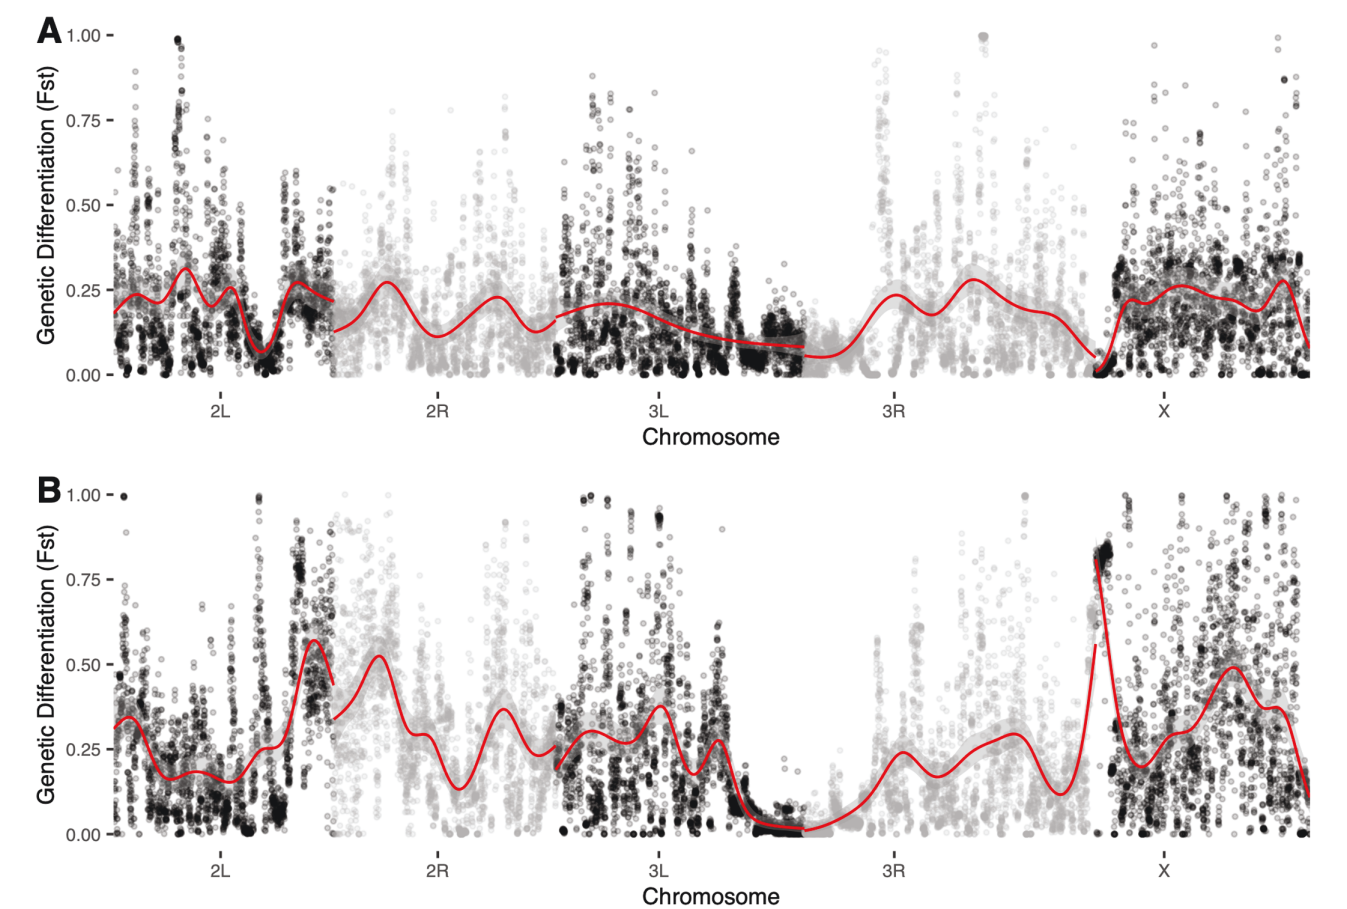 A
Genetic Differentiation (Fst)
1.00
0.75
0.50
0.25
0.00
2L 2R 3L 3R X
Chromosome
B
Genetic Differentiation (Fst)
1.00
0.75
0.50
0.25
0.00
2L 2R 3L 3R X
Chromosome